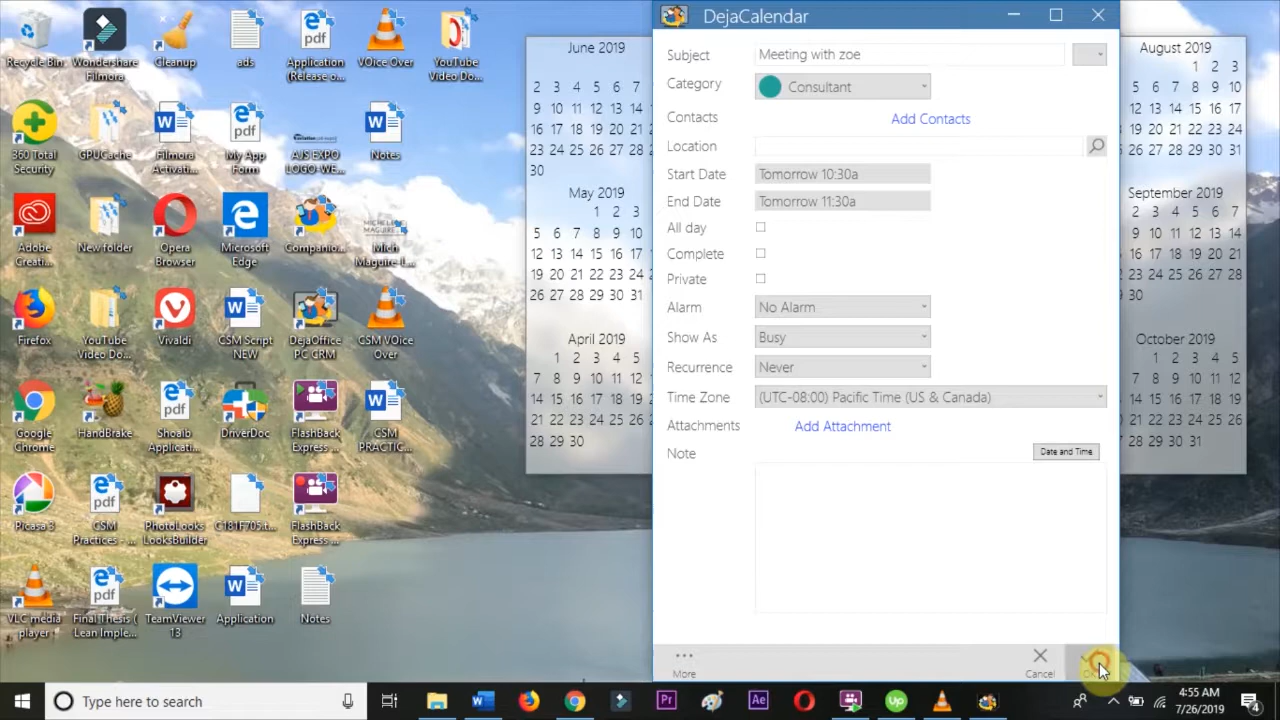 Recycle Bin
Wondershare
Filmora
Cleanup
ads
Application
(Release o...
VOice Over
YouTube
Video Do...
360 Total
Security
GPUCache
Filmora
Activati...
My App
Form
AJS EXPO
LOGO-WE...
Notes
Adobe
Creati...
New folder
Opera
Browser
Microsoft
Edge
Companio...
Mich
Maguire-L...
Firefox
YouTube
Video Do...
Vivaldi
CSM Script
NEW
DejaOffice
PC CRM
CSM VOice
Over
Google
Chrome
HandBrake
Shoaib
Applicati...
DriverDoc
FlashBack
Express ...
CSM
PRACTIC...
Picasa 3
CSM
Practices - ...
PhotoLooks
LooksBuilder
C181F705.t...
FlashBack
Express ...
VLC media
player
Final Thesis (
Lean Imple...
TeamViewer
13
Application
Notes
June 2019
2 3 4 5 6 7
9 10 11 12 13 14
16 17 18 19 20 21
23 24 25 26 27 28
30
May 2019
1 2 3
5 6 7 8 9 10
12 13 14 15 16 17
19 20 21 22 23 24
26 27 28 29 30 31
April 2019
1 2 3 4 5
7 8 9 10 11 12
14 15 16 17 18 19
21 22 23 24 25 26
28 29 30
DejaCalendar
Subject
Meeting with zoe
Category
Consultant
Contacts
Add Contacts
Location
Start Date
Tomorrow 10:30a
End Date
Tomorrow 11:30a
All day
Complete
Private
Alarm
No Alarm
Show As
Busy
Recurrence
Never
Time Zone
(UTC-08:00) Pacific Time (US & Canada)
Attachments
Add Attachment
Note
Date and Time
More
Cancel
August 2019
1 2 3
5 6 7 8 9 10
12 13 14 15 16 17
19 20 21 22 23 24
26 27 28 29 30 31
September 2019
2 3 4 5 6 7
9 10 11 12 13 14
16 17 18 19 20 21
23 24 25 26 27 28
30
October 2019
1 2 3 4 5
7 8 9 10 11 12
14 15 16 17 18 19
21 22 23 24 25 26
28 29 30 31
Type here to search
Pr
Ae
Up
4:55 AM
7/26/2019
4